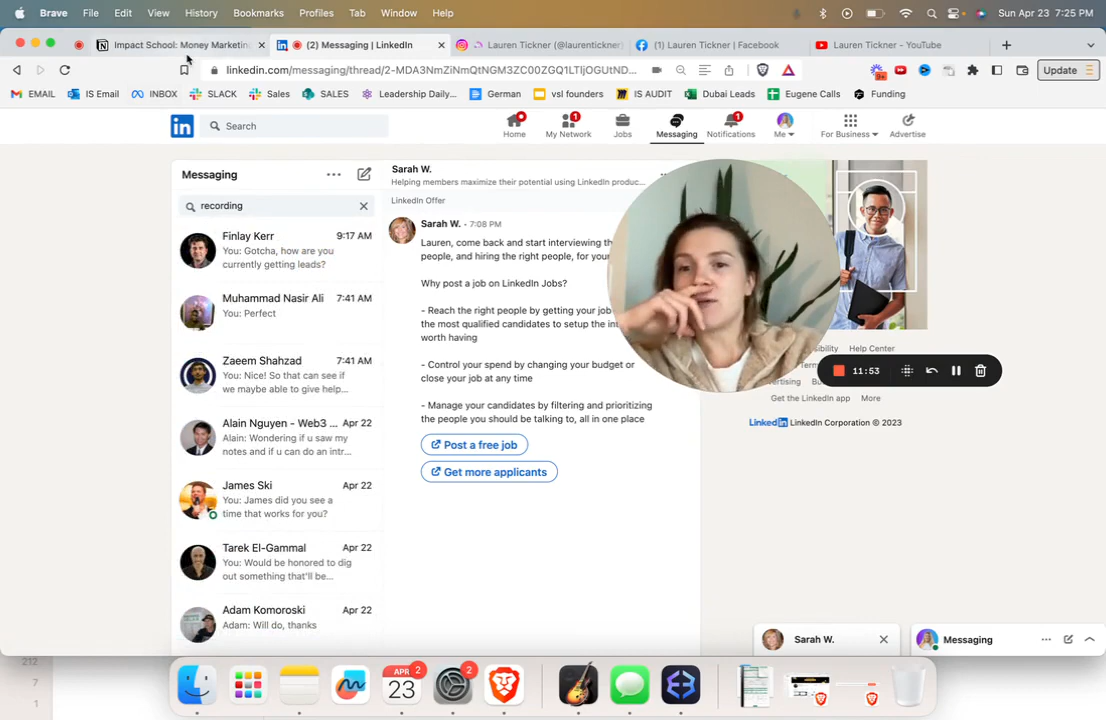 Brave File Edit View History Bookmarks Profiles Tab Window Help Sun Apr 23 7:25 PM
Impact School: Money Marketin
(2) Messaging | LinkedIn
Lauren Tickner (@laurentickner)
(1) Lauren Tickner | Facebook
Lauren Tickner - YouTube
linkedin.com/messaging/thread/2-MDA3NmZiNmQtNGM3ZC00ZGQ1LTljOGUtND...
9+
Update
EMAIL IS Email INBOX SLACK Sales SALES Leadership Daily... German vsl founders IS AUDIT Dubai Leads Eugene Calls Funding
in
Search
1
1
Home My Network Jobs Messaging Notifications Me For Business Advertise
Messaging
recording
Finlay Kerr 9:17 AM
You: Gotcha, how are you
currently getting leads?
Muhammad Nasir Ali 7:41 AM
You: Perfect
Zaeem Shahzad 7:41 AM
You: Nice! So that can see if
we maybe able to give help...
Alain Nguyen - Web3 ... Apr 22
Alain: Wondering if u saw my
notes and if u can do an intr...
James Ski Apr 22
You: James did you see a
time that works for you?
Tarek El-Gammal Apr 22
You: Would be honored to dig
out something that'll be...
Adam Komoroski Apr 22
Adam: Will do, thanks
Sarah W.
Helping members maximize their potential using LinkedIn produc...
LinkedIn Offer
Sarah W. • 7:08 PM
Lauren, come back and start interviewing th
people, and hiring the right people, for your
Why post a job on LinkedIn Jobs?
- Reach the right people by getting your job
the most qualified candidates to setup the in
worth having
- Control your spend by changing your budget or
close your job at any time
- Manage your candidates by filtering and prioritizing
the people you should be talking to, all in one place
Post a free job
Get more applicants
sibility Help Center
11:53
Get the LinkedIn app More
Linkedin LinkedIn Corporation © 2023
Sarah W.
Messaging
212
7
1
APR
23
2
2